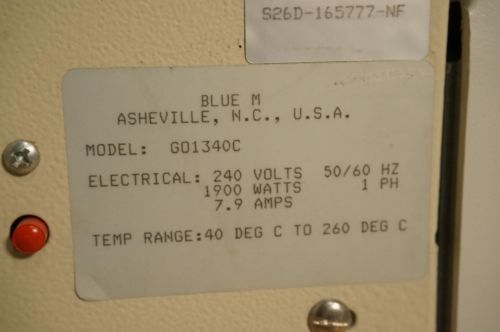 S26D-165777-NF
BLUE M
ASHEVILLE, N.C., U.S.A.
MODEL: GO1340C
ELECTRICAL: 240 VOLTS 50/60 HZ
1900 WATTS 1 PH
7.9 AMPS
TEMP RANGE:40 DEG C TO 260 DEG C